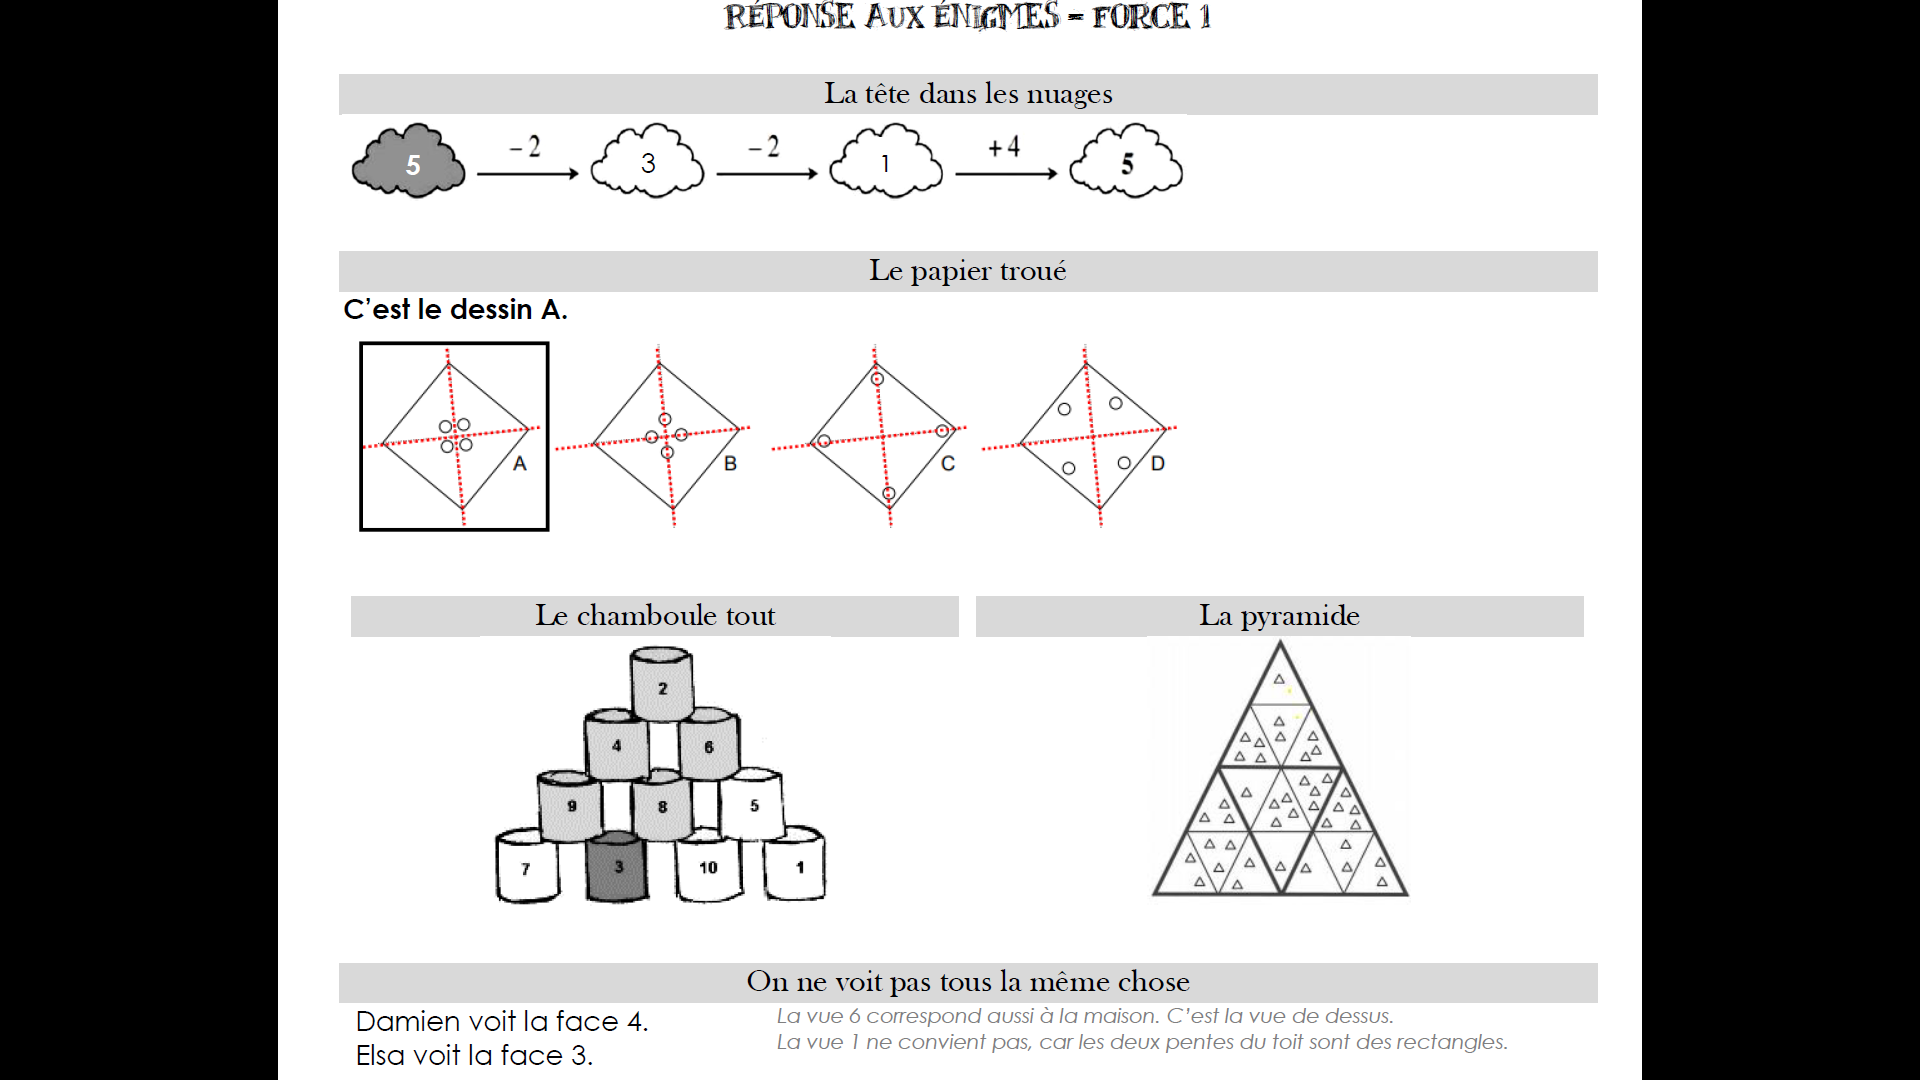 RÉPONSE AUX ÉNIGMES – FORCE 1
La tête dans les nuages
5 – 2 3 – 2 1 + 4 5
Le papier troué
C’est le dessin A.
A B C D
Le chamboule tout
La pyramide
2
4 6
9 8 5
7 3 10 1
On ne voit pas tous la même chose
Damien voit la face 4.
Elsa voit la face 3.
La vue 6 correspond aussi à la maison. C’est la vue de dessus.
La vue 1 ne convient pas, car les deux pentes du toit sont des rectangles.